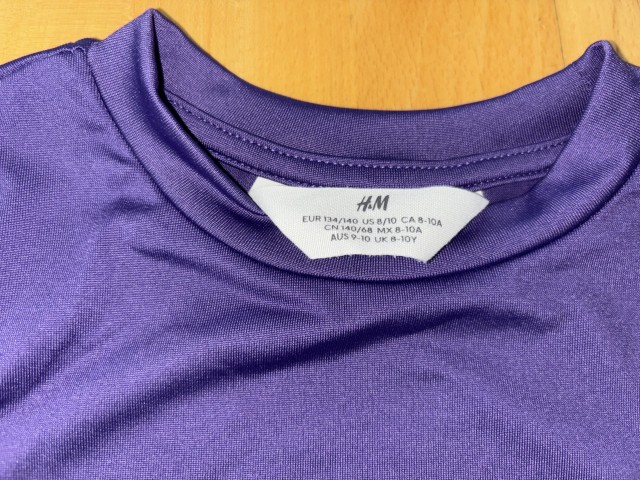 H&M
EUR 134/140 US 8/10 CA 8-10A
CN 140/68 MX 8-10A
AUS 9-10 UK 8-10Y